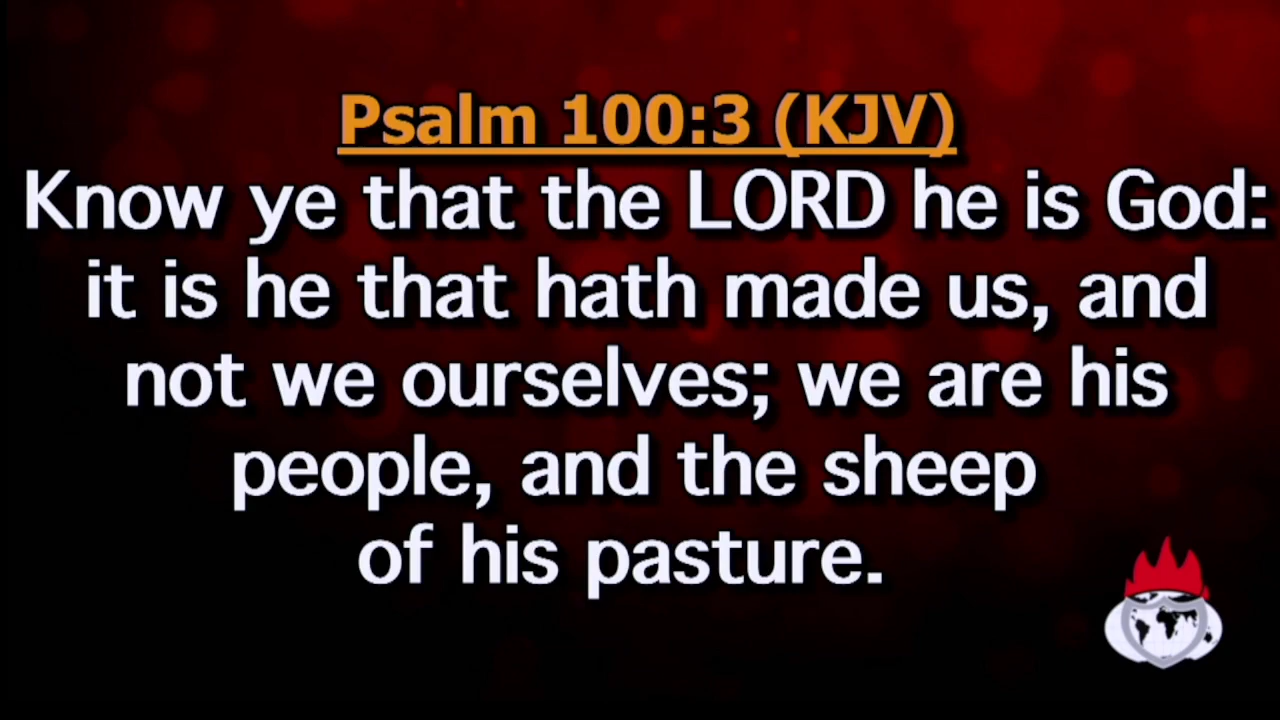 Psalm 100:3 (KJV)
Know ye that the LORD he is God:
it is he that hath made us, and
not we ourselves; we are his
people, and the sheep
of his pasture.